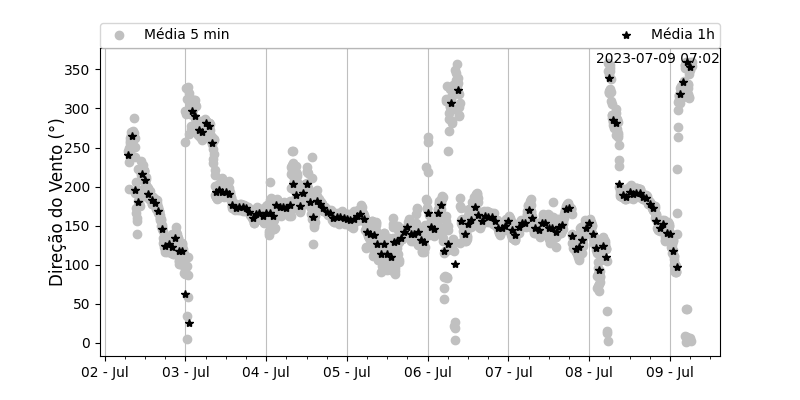 Média 5 min
Média 1h
2023-07-09 07:02
Direção do Vento (°)
350
300
250
200
150
100
50
0
02 - Jul
03 - Jul
04 - Jul
05 - Jul
06 - Jul
07 - Jul
08 - Jul
09 - Jul